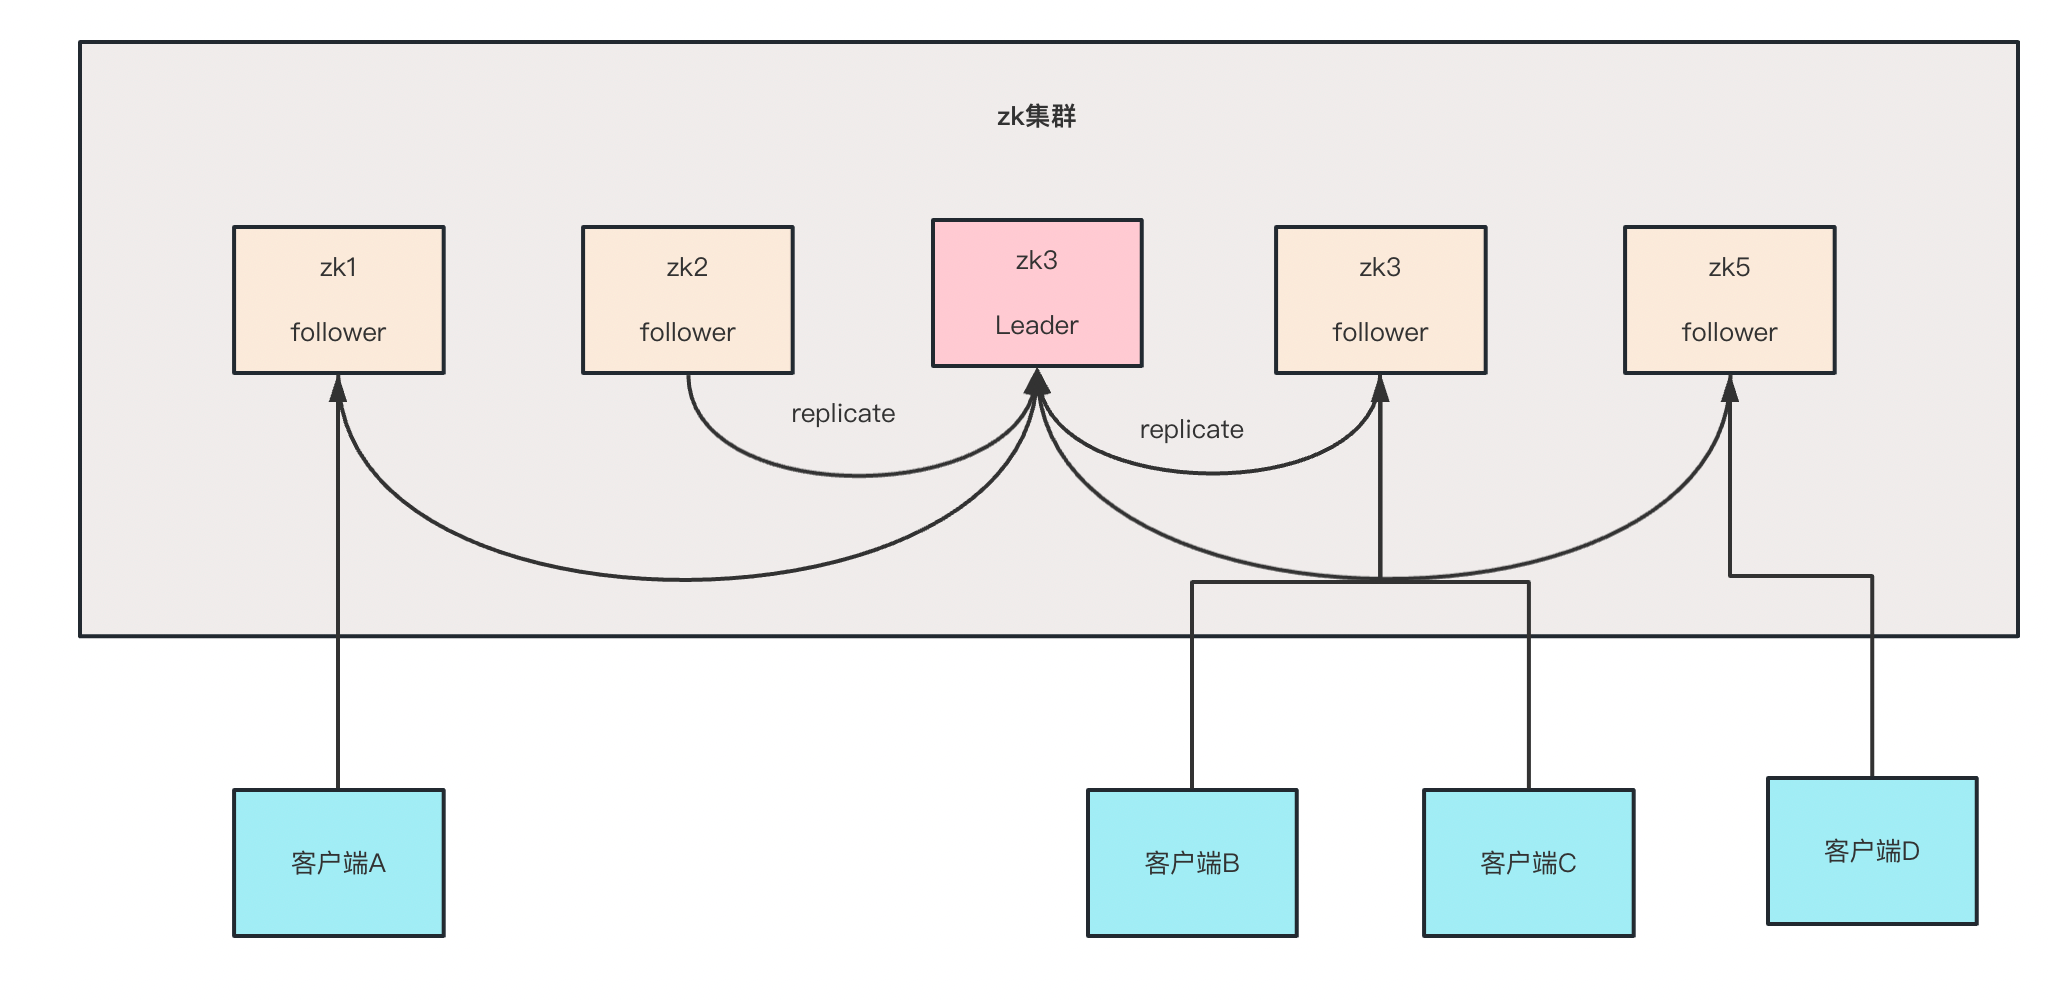 zk集群
zk1
follower
zk2
follower
zk3
Leader
zk3
follower
zk5
follower
replicate
replicate
客户端A
客户端B
客户端C
客户端D